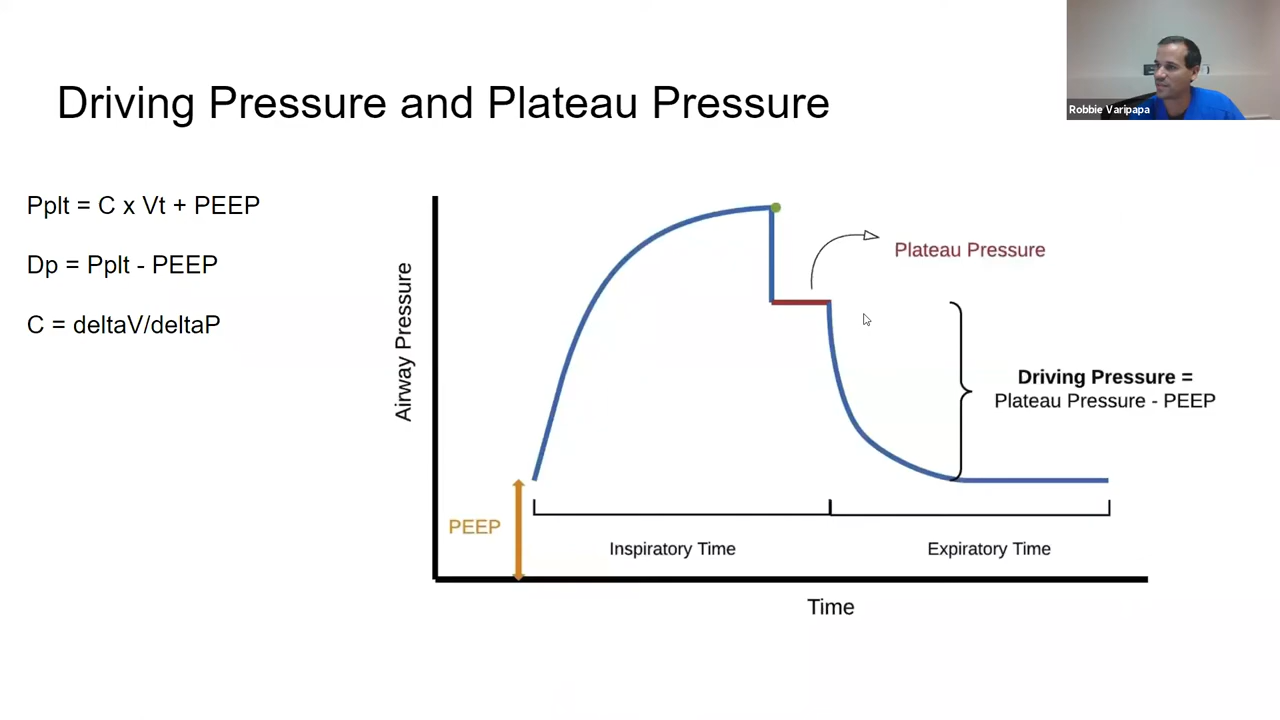 Robbie Varipapa
Driving Pressure and Plateau Pressure
Pplt = C x Vt + PEEP
Dp = Pplt - PEEP
C = deltaV/deltaP
Airway Pressure
Plateau Pressure
Driving Pressure =
Plateau Pressure - PEEP
PEEP
Inspiratory Time
Expiratory Time
Time